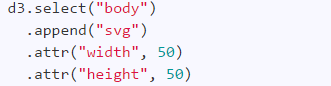 d3.select("body")
  .append("svg")
  .attr("width", 50)
  .attr("height", 50)